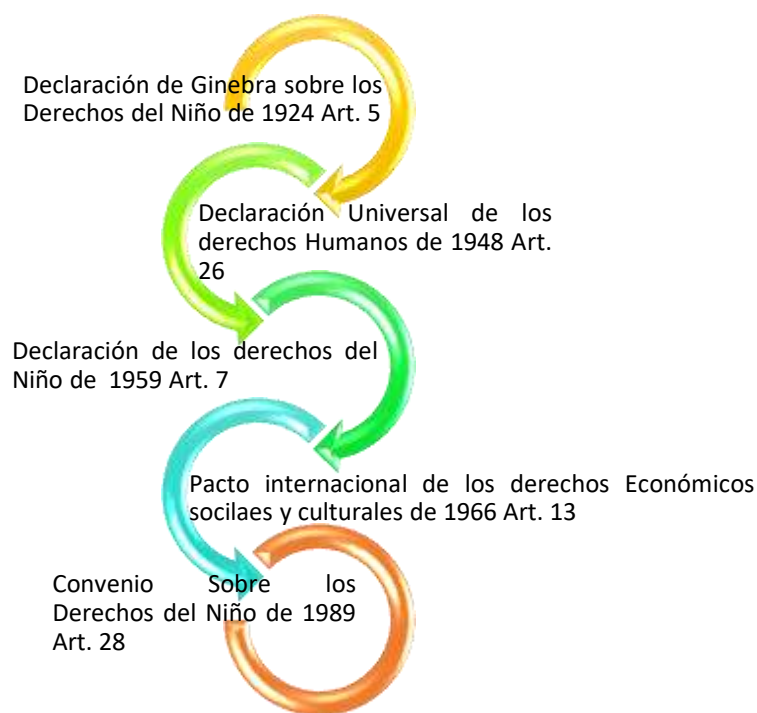 Declaración de Ginebra sobre los
Derechos del Niño de 1924 Art. 5
Declaración Universal de los
derechos Humanos de 1948 Art.
26
Declaración de los derechos del
Niño de 1959 Art. 7
Pacto internacional de los derechos Económicos
socilaes y culturales de 1966 Art. 13
Convenio Sobre los
Derechos del Niño de 1989
Art. 28